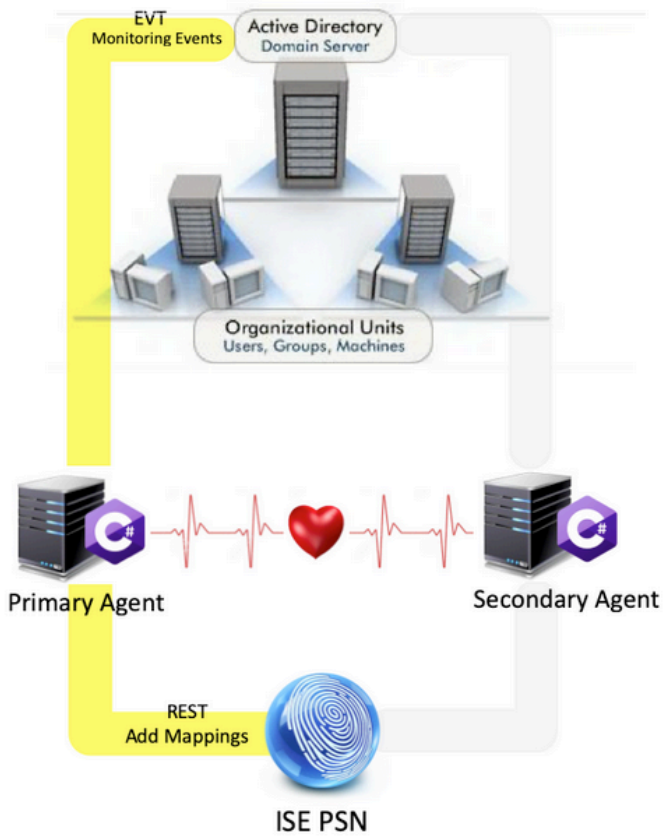 EVT
Monitoring Events
Active Directory
Domain Server
Organizational Units
Users, Groups, Machines
C#
C#
Primary Agent
Secondary Agent
REST
Add Mappings
ISE PSN